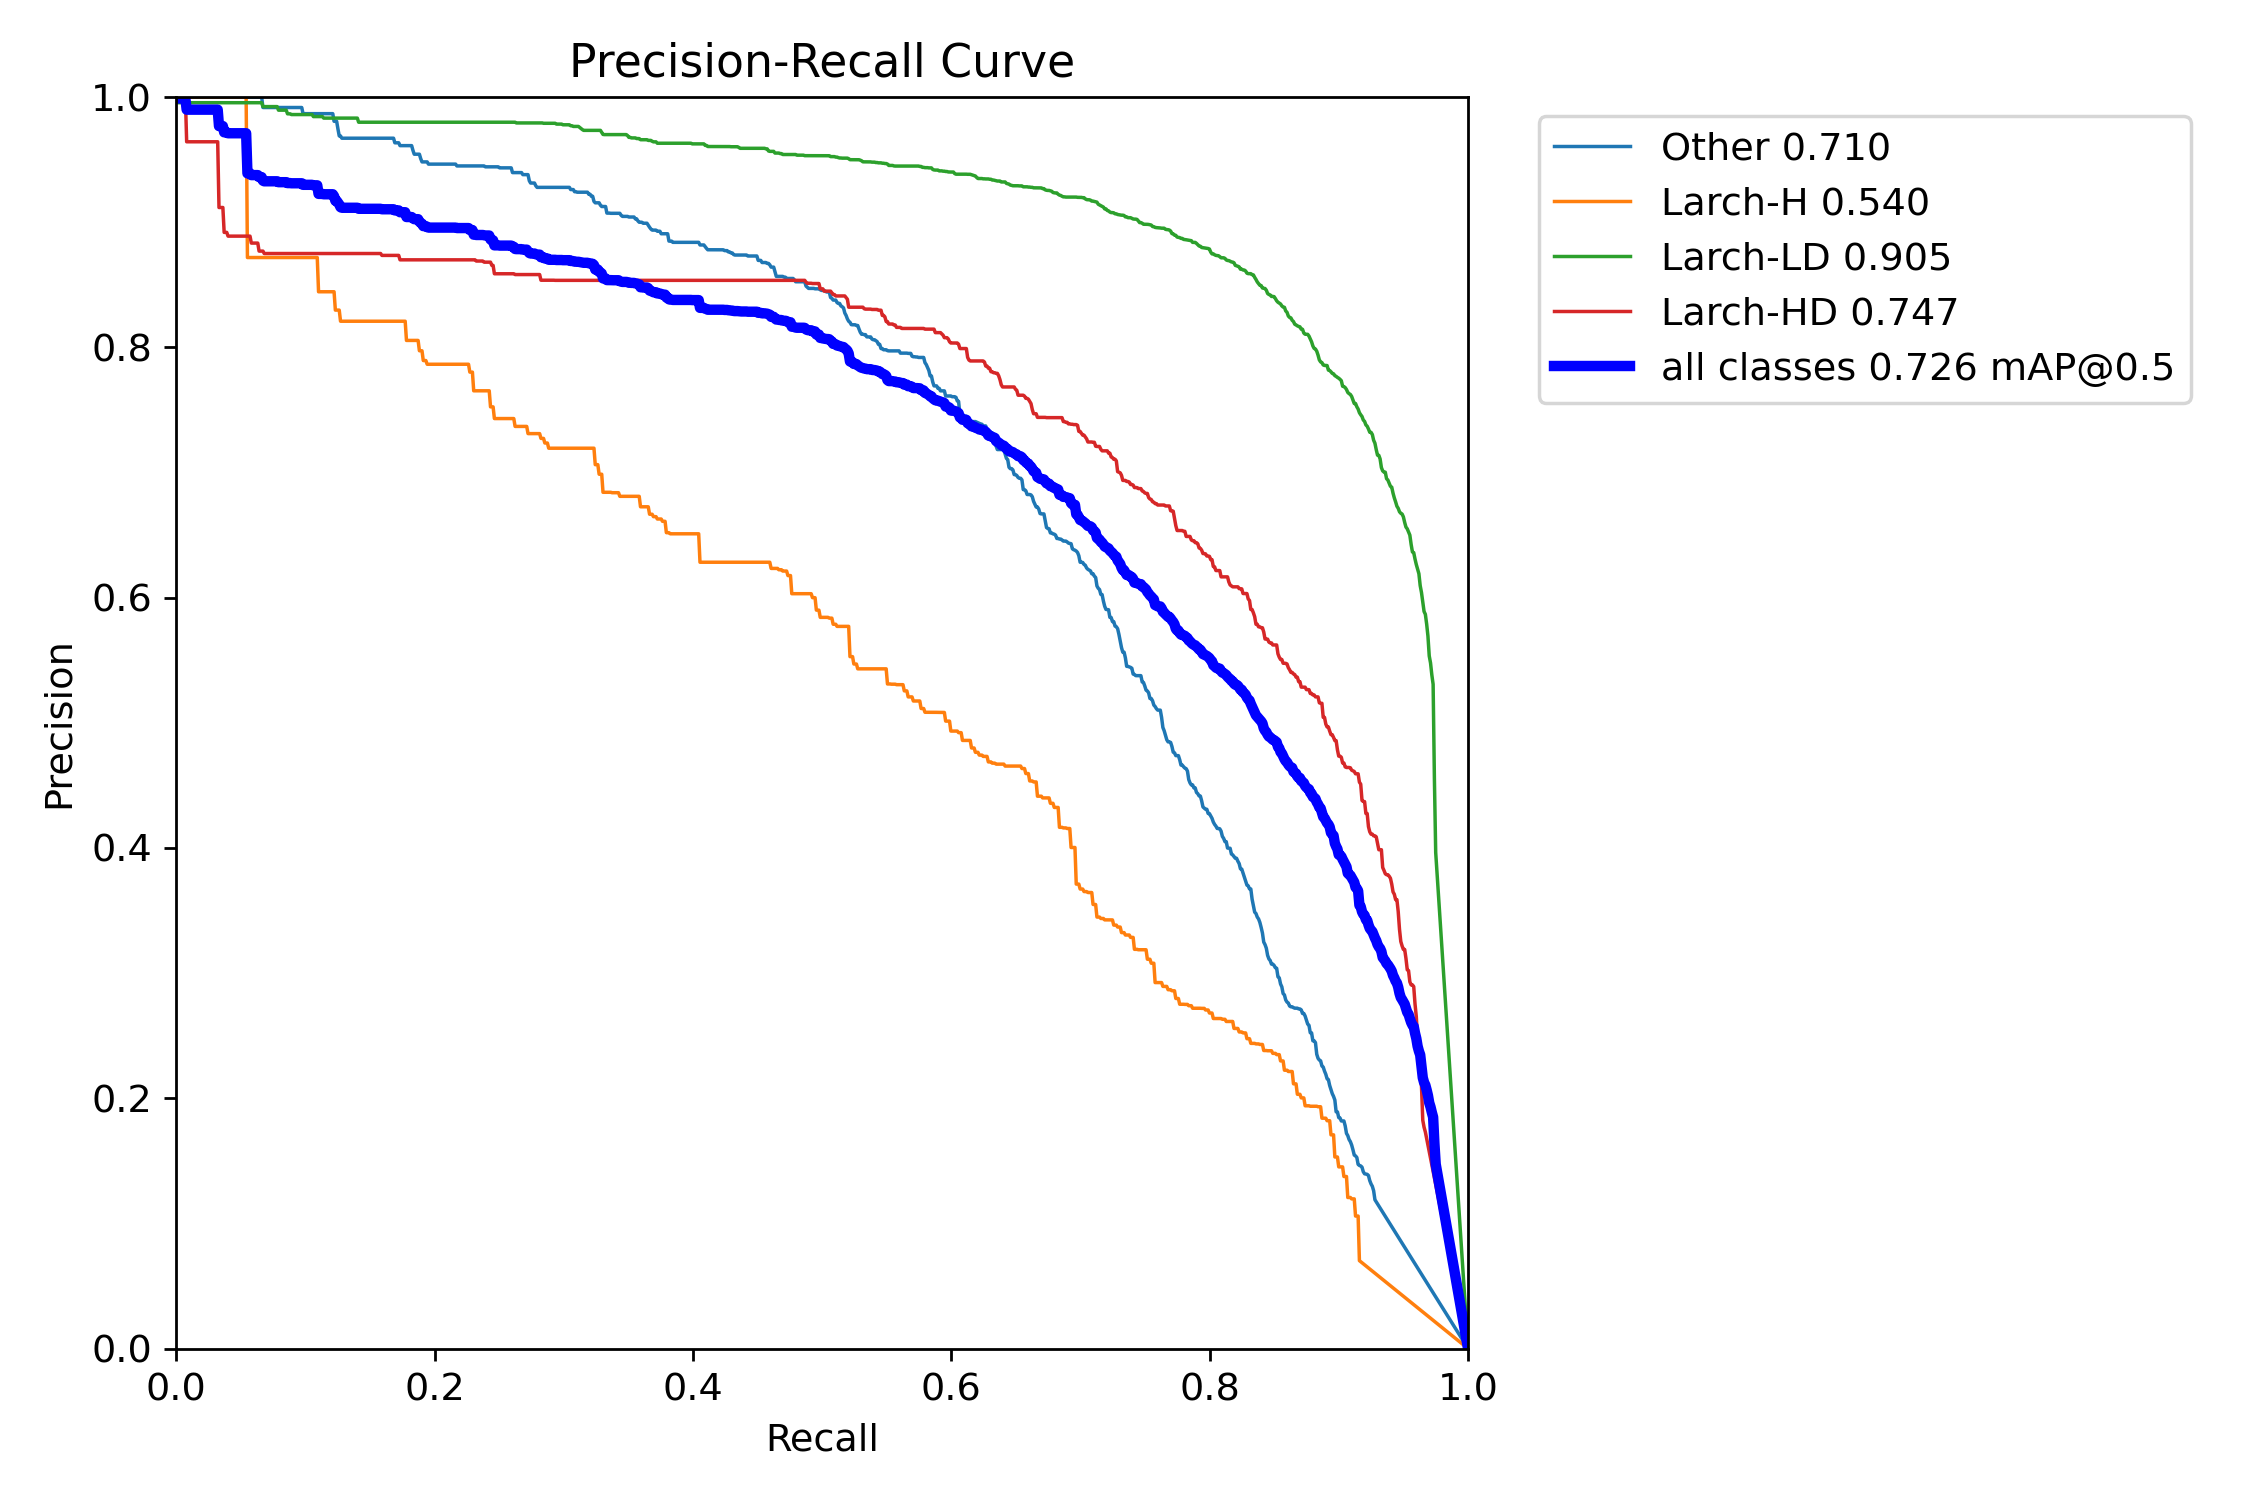 Precision-Recall Curve
1.0
0.8
0.6
0.4
0.2
0.0
Precision
0.0 0.2 0.4 0.6 0.8 1.0
Recall
Other 0.710
Larch-H 0.540
Larch-LD 0.905
Larch-HD 0.747
all classes 0.726 mAP@0.5